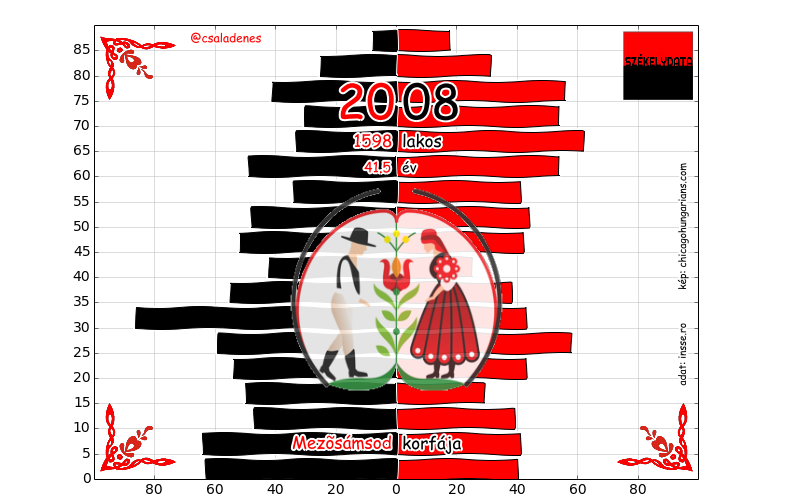 @csaladenes
SZÉKELYDATA
2008
1598 lakos
41.5 év
kép: chicagohungarians.com
adat: insse.ro
Mezõsámsod korfája
85
80
75
70
65
60
55
50
45
40
35
30
25
20
15
10
5
0
80 60 40 20 0 20 40 60 80